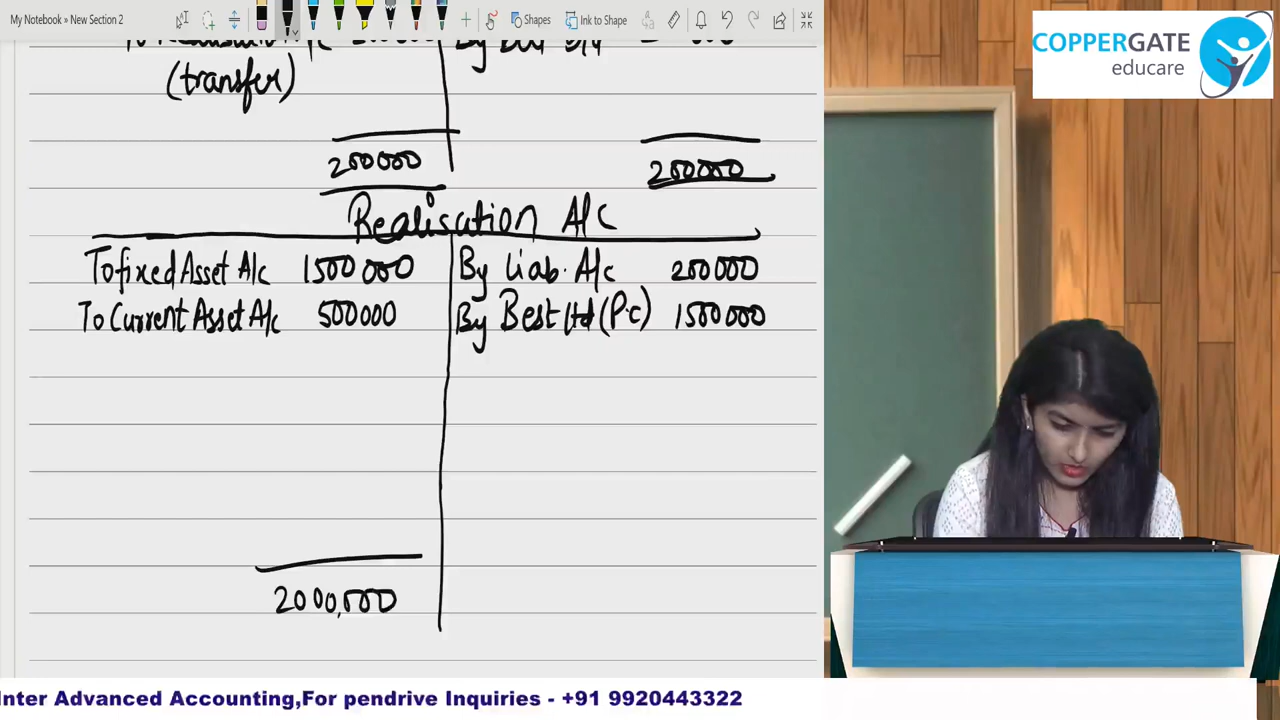 My Notebook » New Section 2
Shapes
Ink to Shape
COPPERGATE
educare
(transfer)
200000
200000
Realisation A/c
To fixed Asset A/c 1500 000
By Liab. A/c 200000
To Current Asset A/c 500000
By Best Ltd (P.C) 1500000
2000,000
Inter Advanced Accounting,For pendrive Inquiries - +91 9920443322